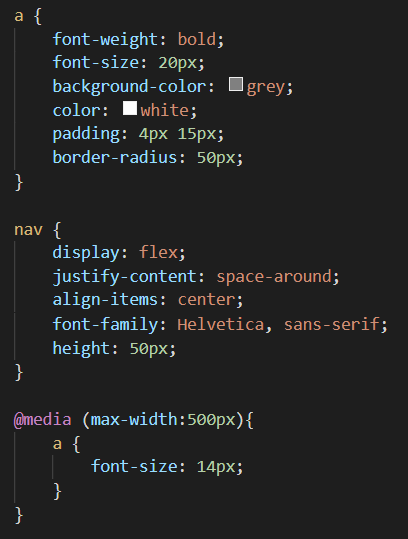 a {
    font-weight: bold;
    font-size: 20px;
    background-color: grey;
    color: white;
    padding: 4px 15px;
    border-radius: 50px;
}

nav {
    display: flex;
    justify-content: space-around;
    align-items: center;
    font-family: Helvetica, sans-serif;
    height: 50px;
}

@media (max-width:500px){
    a {
        font-size: 14px;
    }
}